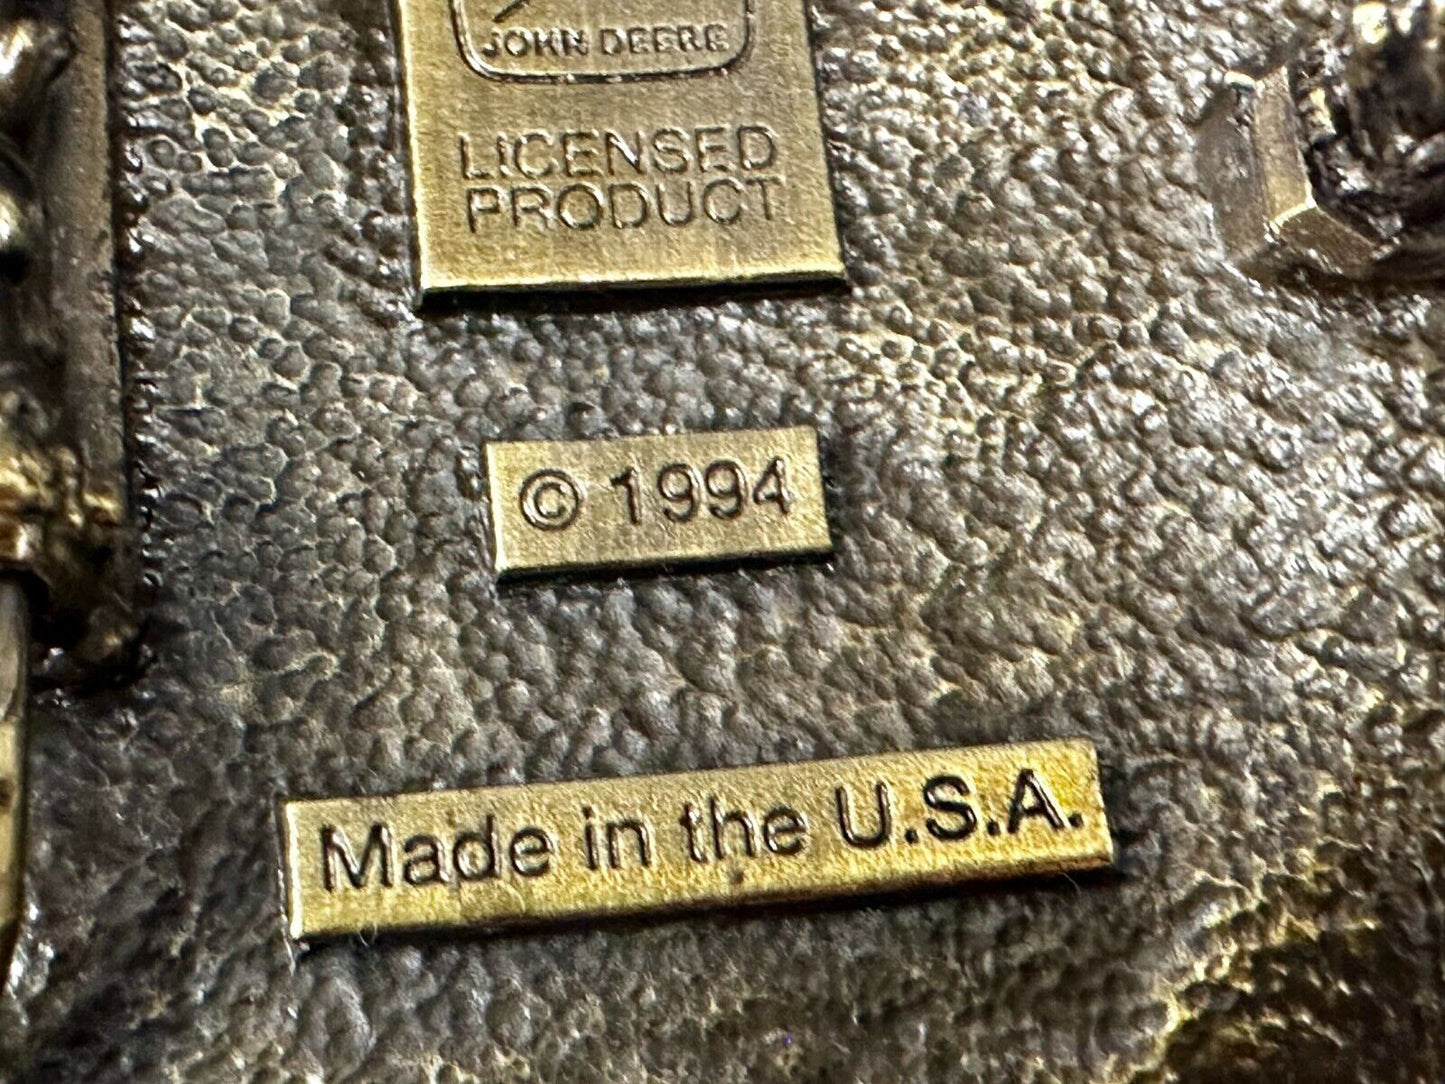 JOHN DEERE
LICENSED
PRODUCT
© 1994
Made in the U.S.A.